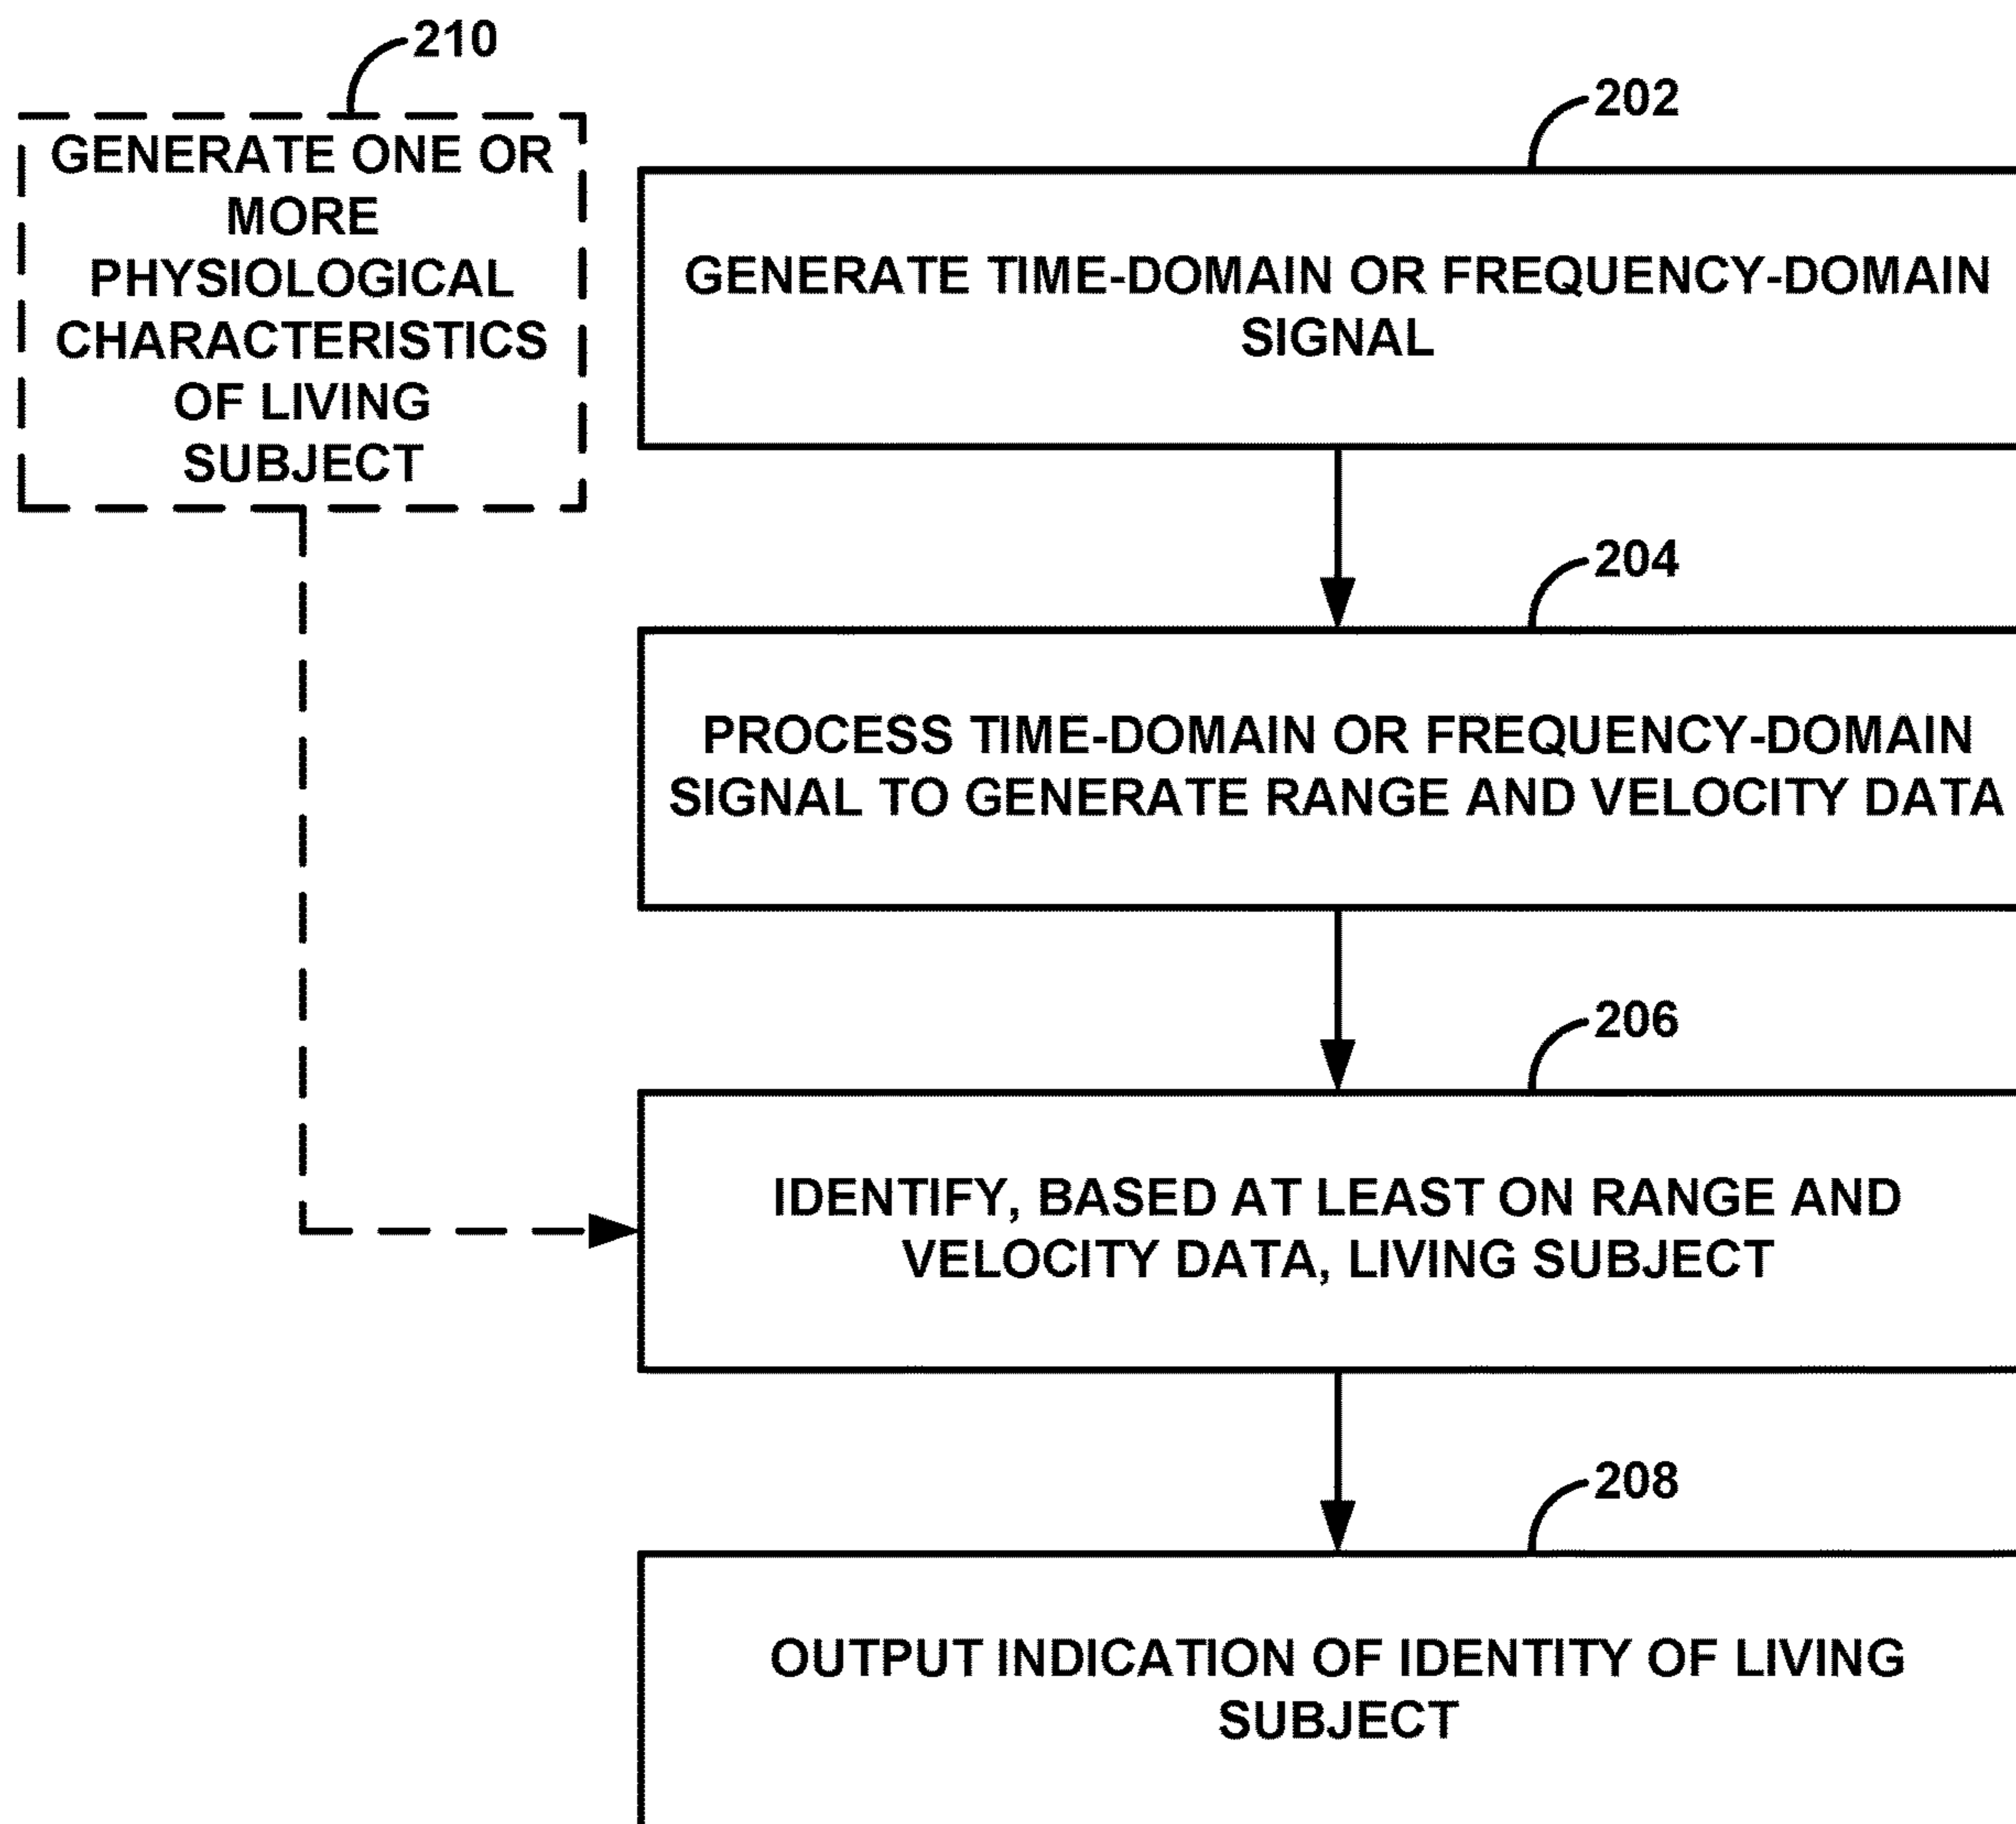 210
GENERATE ONE OR
MORE
PHYSIOLOGICAL
CHARACTERISTICS
OF LIVING
SUBJECT
202
GENERATE TIME-DOMAIN OR FREQUENCY-DOMAIN
SIGNAL
204
PROCESS TIME-DOMAIN OR FREQUENCY-DOMAIN
SIGNAL TO GENERATE RANGE AND VELOCITY DATA
206
IDENTIFY, BASED AT LEAST ON RANGE AND
VELOCITY DATA, LIVING SUBJECT
208
OUTPUT INDICATION OF IDENTITY OF LIVING
SUBJECT